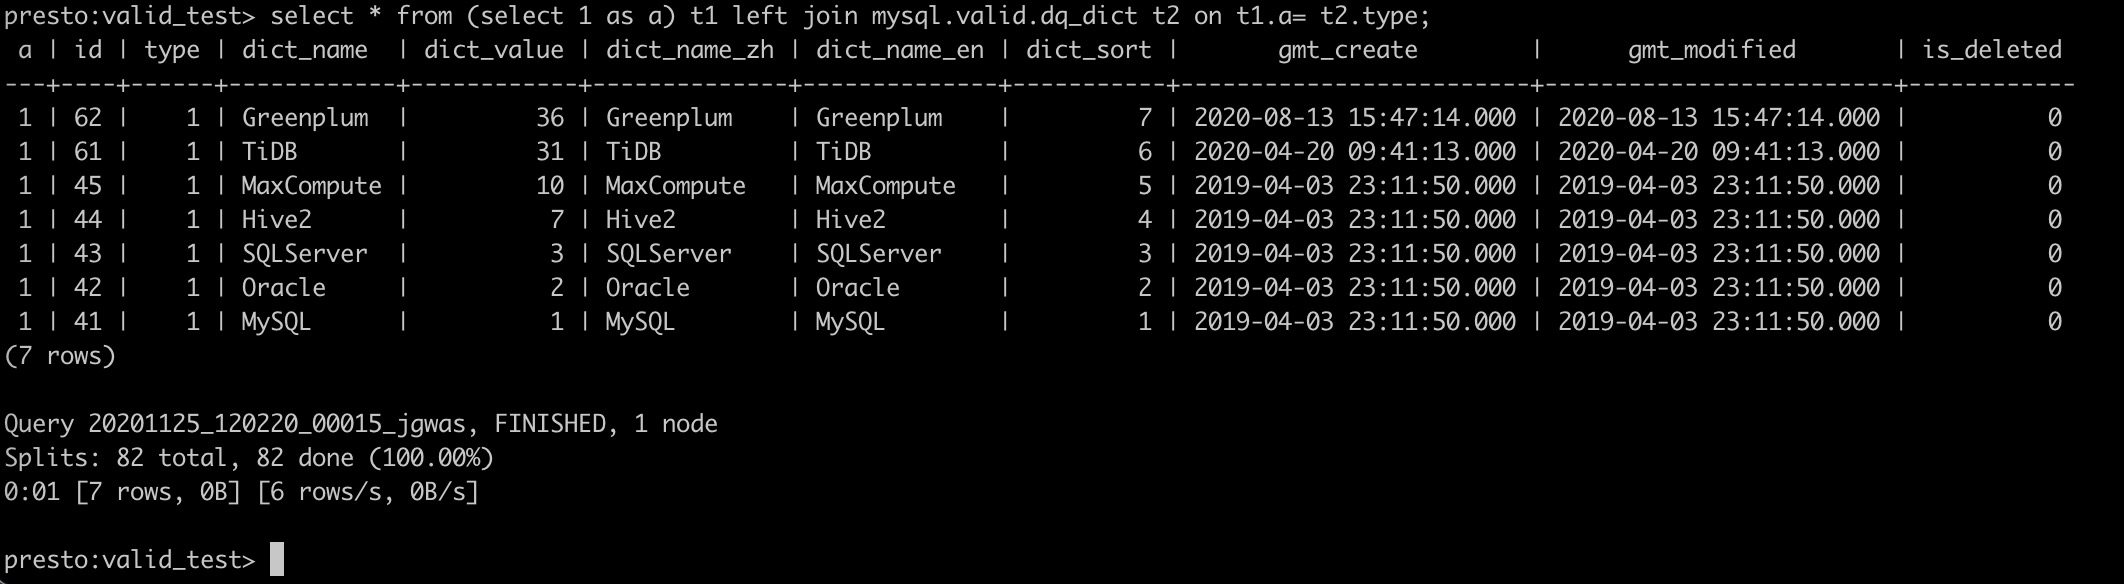 presto:valid_test> select * from (select 1 as a) t1 left join mysql.valid.dq_dict t2 on t1.a= t2.type;
 a | id | type | dict_name  | dict_value | dict_name_zh | dict_name_en | dict_sort |       gmt_create        |      gmt_modified       | is_deleted
---+----+------+------------+------------+--------------+--------------+-----------+-------------------------+-------------------------+------------
 1 | 62 |    1 | Greenplum  |         36 | Greenplum    | Greenplum    |         7 | 2020-08-13 15:47:14.000 | 2020-08-13 15:47:14.000 |          0
 1 | 61 |    1 | TiDB       |         31 | TiDB         | TiDB         |         6 | 2020-04-20 09:41:13.000 | 2020-04-20 09:41:13.000 |          0
 1 | 45 |    1 | MaxCompute |         10 | MaxCompute   | MaxCompute   |         5 | 2019-04-03 23:11:50.000 | 2019-04-03 23:11:50.000 |          0
 1 | 44 |    1 | Hive2      |          7 | Hive2        | Hive2        |         4 | 2019-04-03 23:11:50.000 | 2019-04-03 23:11:50.000 |          0
 1 | 43 |    1 | SQLServer  |          3 | SQLServer    | SQLServer    |         3 | 2019-04-03 23:11:50.000 | 2019-04-03 23:11:50.000 |          0
 1 | 42 |    1 | Oracle     |          2 | Oracle       | Oracle       |         2 | 2019-04-03 23:11:50.000 | 2019-04-03 23:11:50.000 |          0
 1 | 41 |    1 | MySQL      |          1 | MySQL        | MySQL        |         1 | 2019-04-03 23:11:50.000 | 2019-04-03 23:11:50.000 |          0
(7 rows)
Query 20201125_120220_00015_jgwas, FINISHED, 1 node
Splits: 82 total, 82 done (100.00%)
0:01 [7 rows, 0B] [6 rows/s, 0B/s]
presto:valid_test>